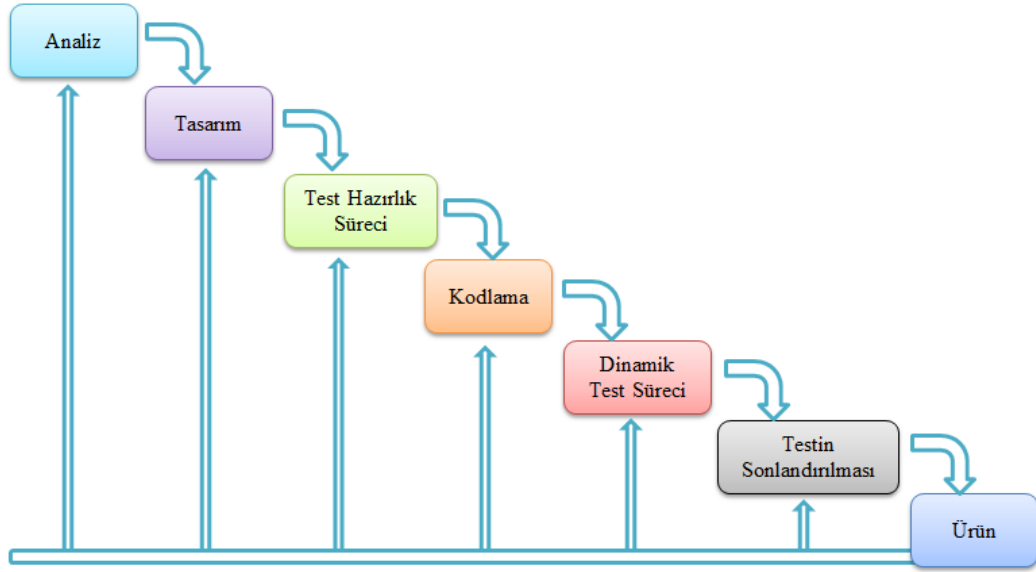 Analiz
Tasarım
Test Hazırlık
Süreci
Kodlama
Dinamik
Test Süreci
Testin
Sonlandırılması
Ürün